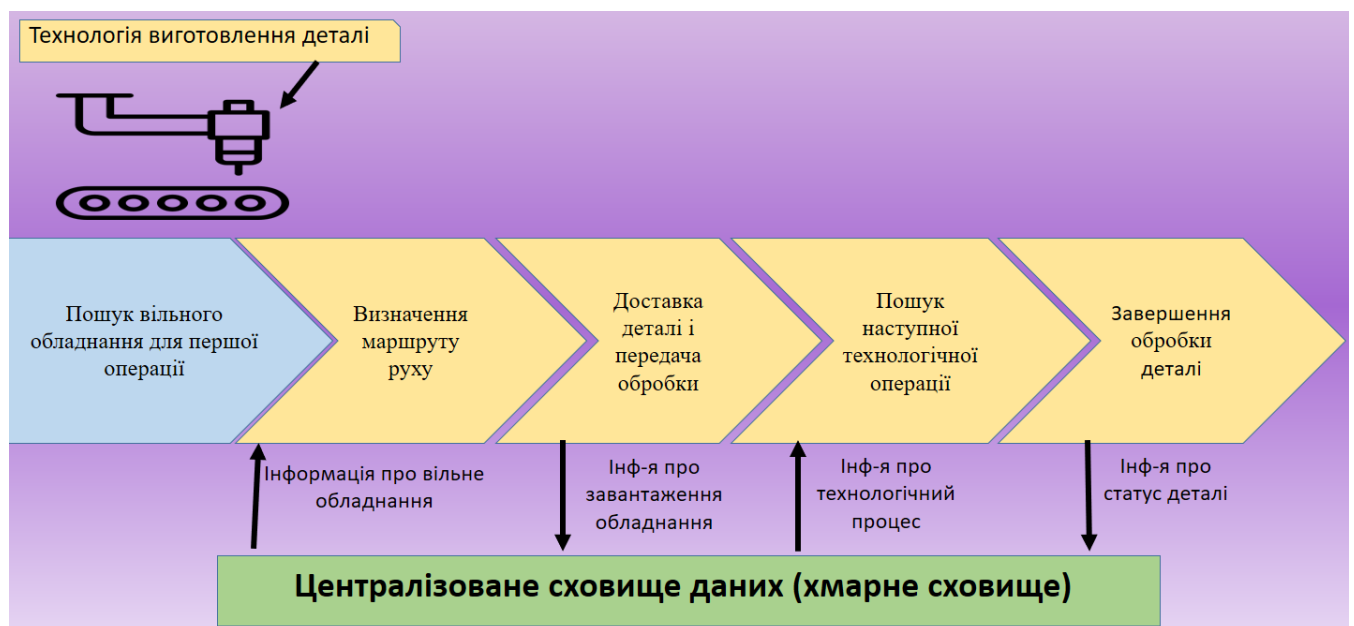 Технологія виготовлення деталі
Пошук вільного
обладнання для першої
операції
Визначення
маршруту
руху
Доставка
деталі і
передача
обробки
Пошук
наступної
технологічної
операції
Завершення
обробки
деталі
Інформація про вільне
обладнання
Інф-я про
завантаження
обладнання
Інф-я про
технологічний
процес
Інф-я про
статус деталі
Централізоване сховище даних (хмарне сховище)